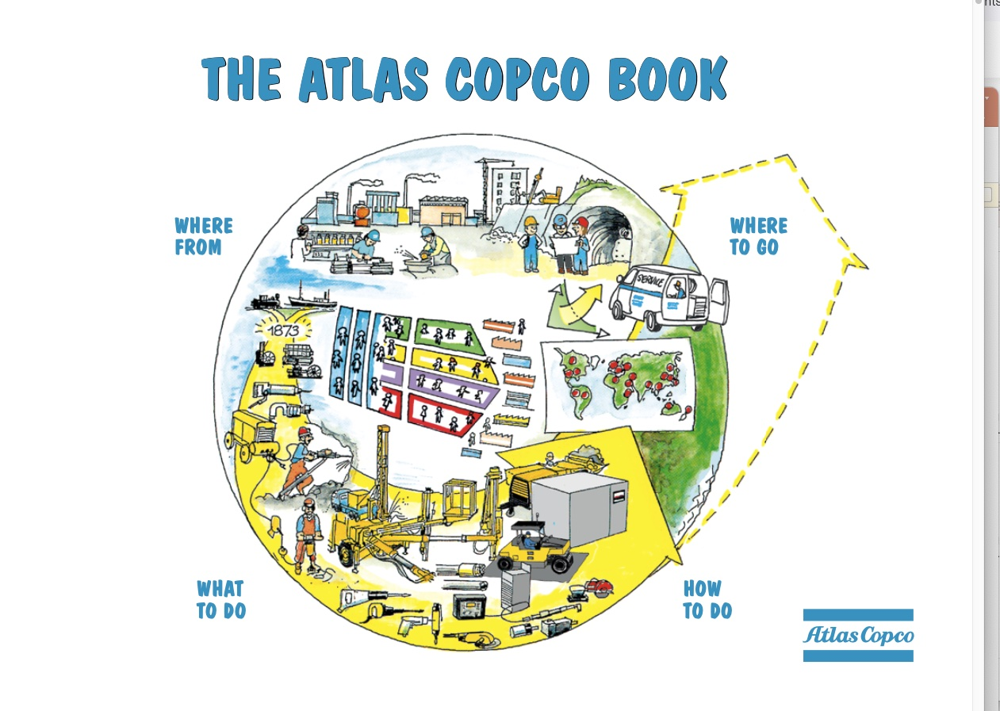 nts
THE ATLAS COPCO BOOK
WHERE
FROM
WHERE
TO GO
SERVICE
1873
WHAT
TO DO
HOW
TO DO
Atlas Copco